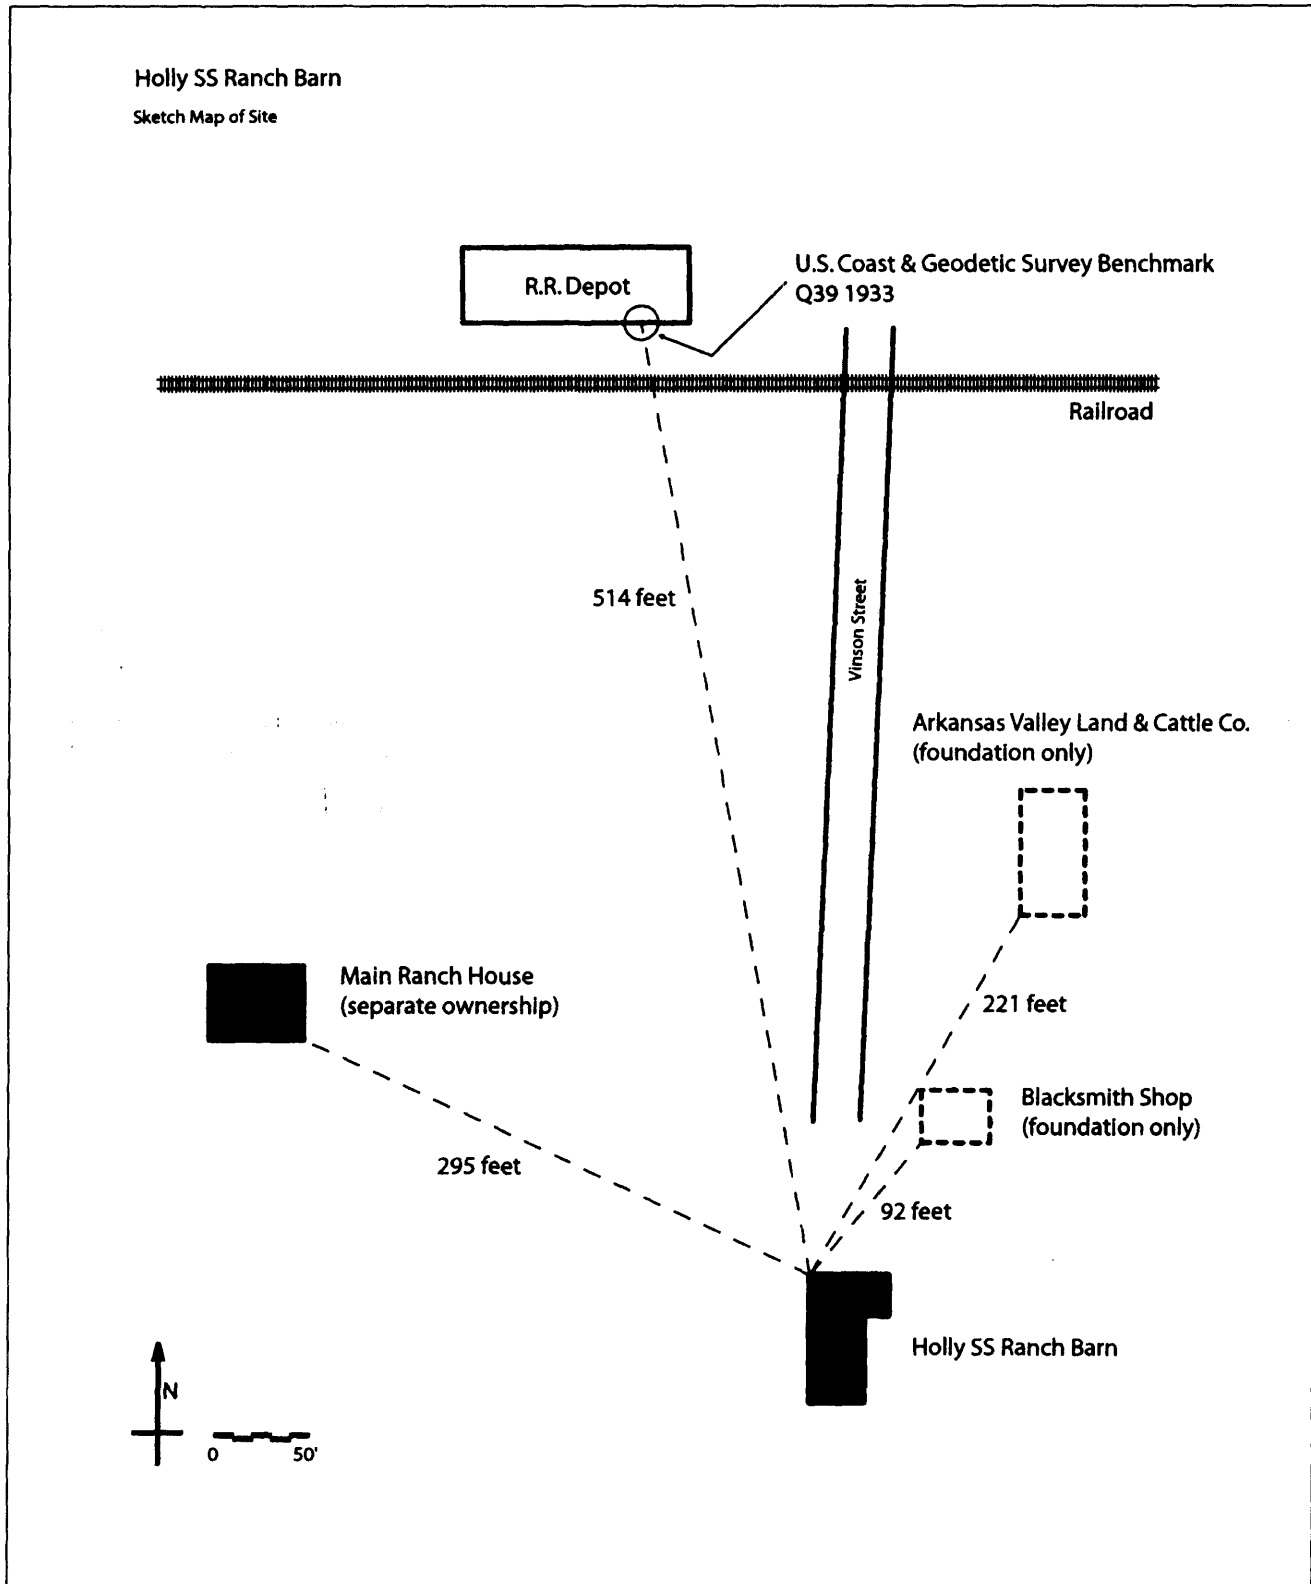 Holly SS Ranch Barn
Sketch Map of Site
R.R. Depot
U.S. Coast & Geodetic Survey Benchmark
Q39 1933
Railroad
514 feet
Vinson Street
Arkansas Valley Land & Cattle Co.
(foundation only)
Main Ranch House
(separate ownership)
221 feet
Blacksmith Shop
(foundation only)
295 feet
92 feet
Holly SS Ranch Barn
N
0 50'